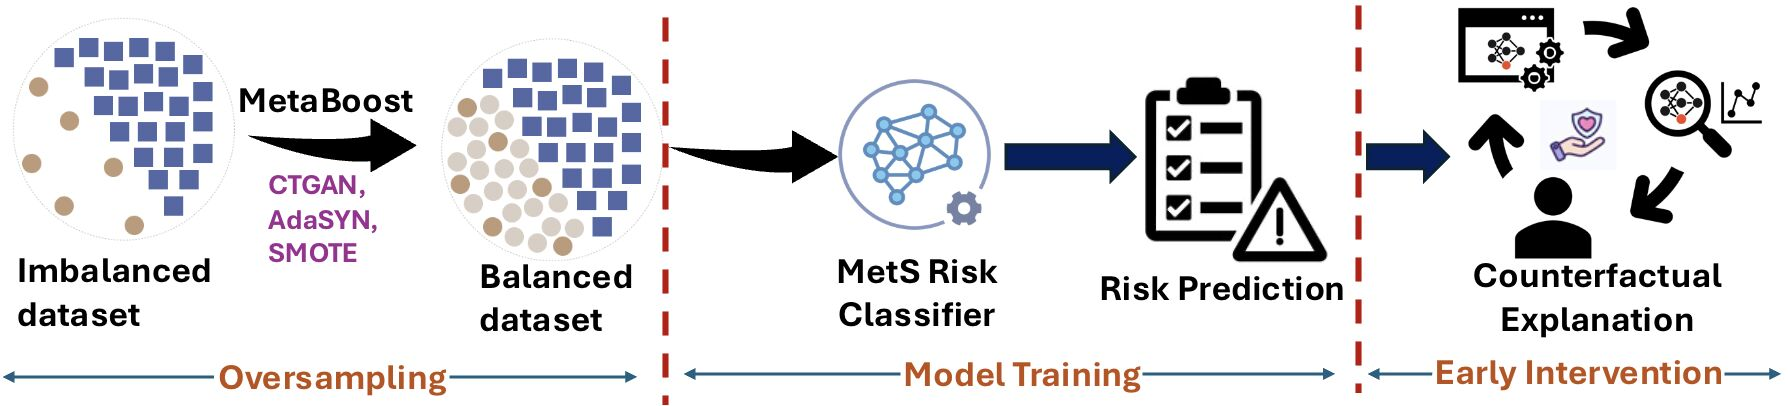 MetaBoost
CTGAN,
AdaSYN,
SMOTE
Imbalanced
dataset
Balanced
dataset
MetS Risk
Classifier
Risk Prediction
Counterfactual
Explanation
Oversampling
Model Training
Early Intervention